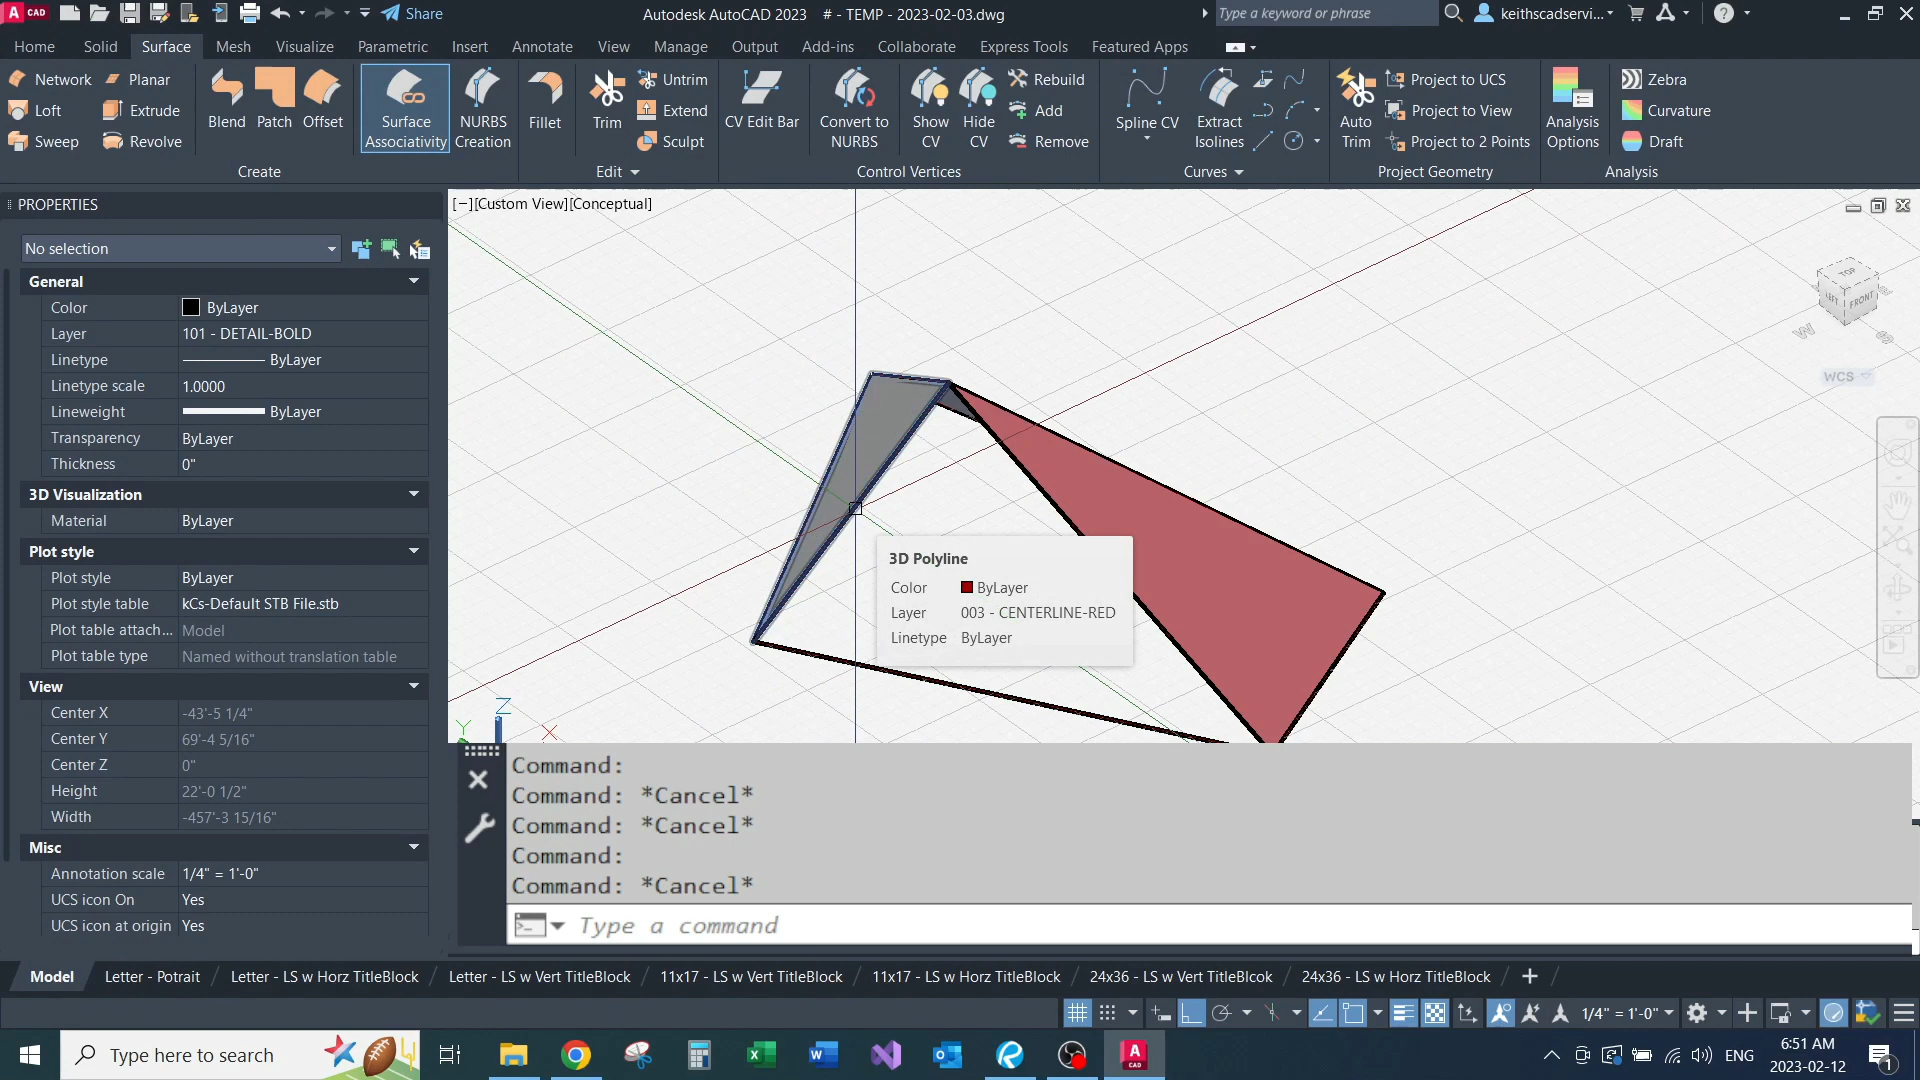 CAD
Share
Autodesk AutoCAD 2023 # - TEMP - 2023-02-03.dwg
Type a keyword or phrase
keithscadservi...
Home Solid Surface Mesh Visualize Parametric Insert Annotate View Manage Output Add-ins Collaborate Express Tools Featured Apps
Network Planar
Loft Extrude
Sweep Revolve
Blend Patch Offset
Surface Associativity
NURBS Creation
Fillet
Trim
Untrim
Extend
Sculpt
CV Edit Bar
Convert to NURBS
Show CV
Hide CV
Rebuild
Add
Remove
Spline CV
Extract Isolines
Auto Trim
Project to UCS
Project to View
Project to 2 Points
Analysis Options
Zebra
Curvature
Draft
Create Edit Control Vertices Curves Project Geometry Analysis
PROPERTIES
No selection
General
Color ByLayer
Layer 101 - DETAIL-BOLD
Linetype ByLayer
Linetype scale 1.0000
Lineweight ByLayer
Transparency ByLayer
Thickness 0"
3D Visualization
Material ByLayer
Plot style
Plot style ByLayer
Plot style table kCs-Default STB File.stb
Plot table attach... Model
Plot table type Named without translation table
View
Center X -43'-5 1/4"
Center Y 69'-4 5/16"
Center Z 0"
Height 22'-0 1/2"
Width -457'-3 15/16"
Misc
Annotation scale 1/4" = 1'-0"
UCS icon On Yes
UCS icon at origin Yes
[−][Custom View][Conceptual]
TOP
LEFT FRONT
E
W
S
WCS
3D Polyline
Color ByLayer
Layer 003 - CENTERLINE-RED
Linetype ByLayer
Z
Y X
Command:
Command: *Cancel*
Command: *Cancel*
Command:
Command: *Cancel*
Type a command
Model Letter - Potrait Letter - LS w Horz TitleBlock Letter - LS w Vert TitleBlock 11x17 - LS w Vert TitleBlock 11x17 - LS w Horz TitleBlock 24x36 - LS w Vert TitleBlcok 24x36 - LS w Horz TitleBlock
1/4" = 1'-0"
Type here to search
ENG
6:51 AM
2023-02-12
1